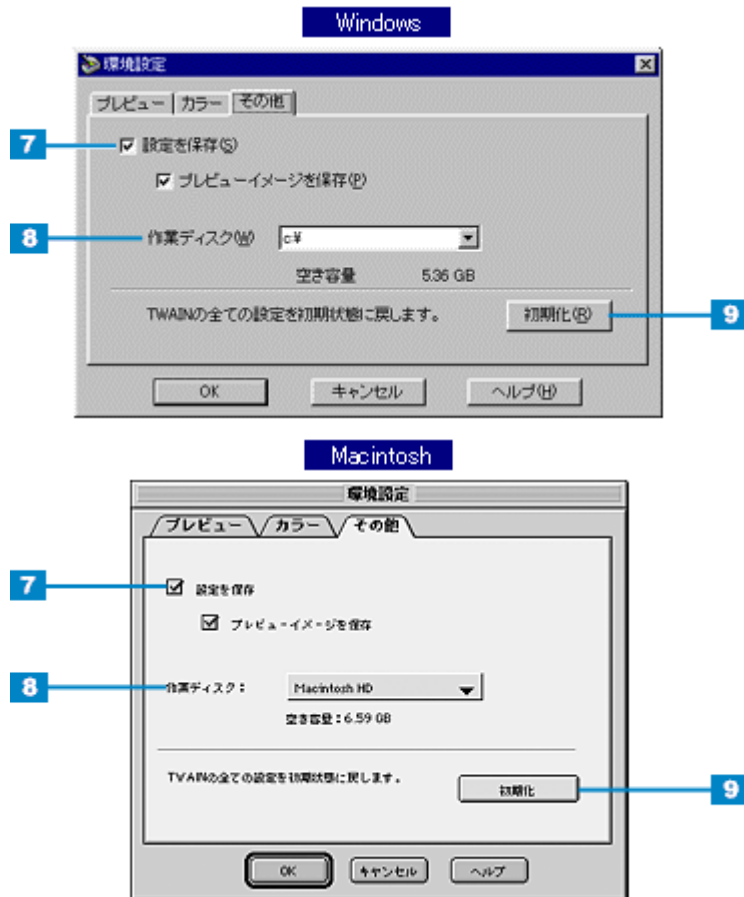 Windows
環境設定
プレビュー カラー その他
7 設定を保存(S)
プレビューイメージを保存(P)
8 作業ディスク(W) c¥
空き容量 5.36 GB
TWAINの全ての設定を初期状態に戻します。 初期化(R) 9
OK キャンセル ヘルプ(H)
Macintosh
環境設定
プレビュー カラー その他
7 設定を保存
プレビューイメージを保存
8 作業ディスク: Macintosh HD
空き容量:6.59 GB
TWAINの全ての設定を初期状態に戻します。 初期化 9
OK キャンセル ヘルプ